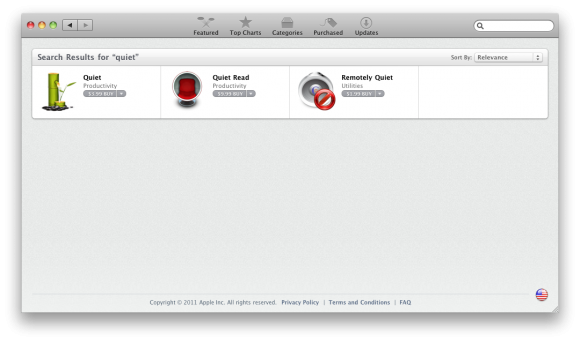 Featured Top Charts Categories Purchased Updates
Search Results for “quiet”
Sort By: Relevance
Quiet
Productivity
$3.99 BUY
Quiet Read
Productivity
$9.99 BUY
Remotely Quiet
Utilities
$2.99 BUY
Copyright © 2011 Apple Inc. All rights reserved. Privacy Policy | Terms and Conditions | FAQ